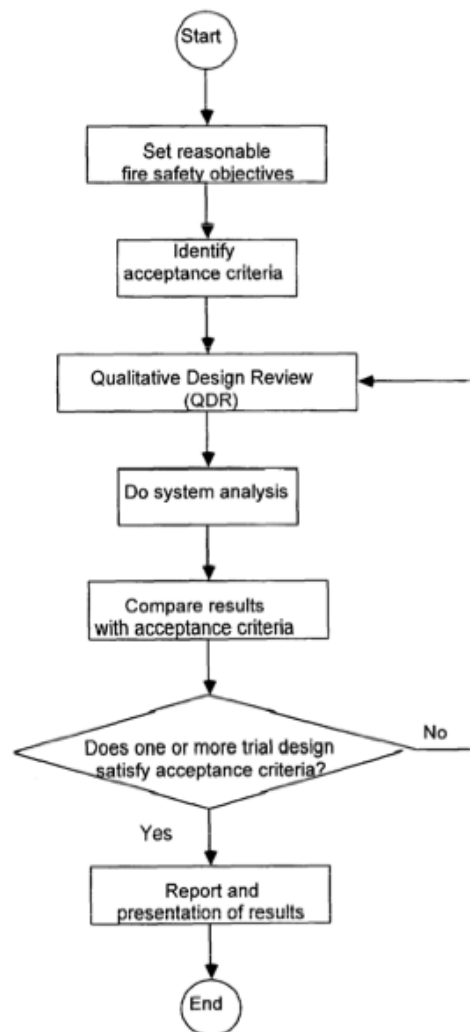 Start
Set reasonable
fire safety objectives
Identify
acceptance criteria
Qualitative Design Review
(QDR)
Do system analysis
Compare results
with acceptance criteria
Does one or more trial design
satisfy acceptance criteria?
No
Yes
Report and
presentation of results
End